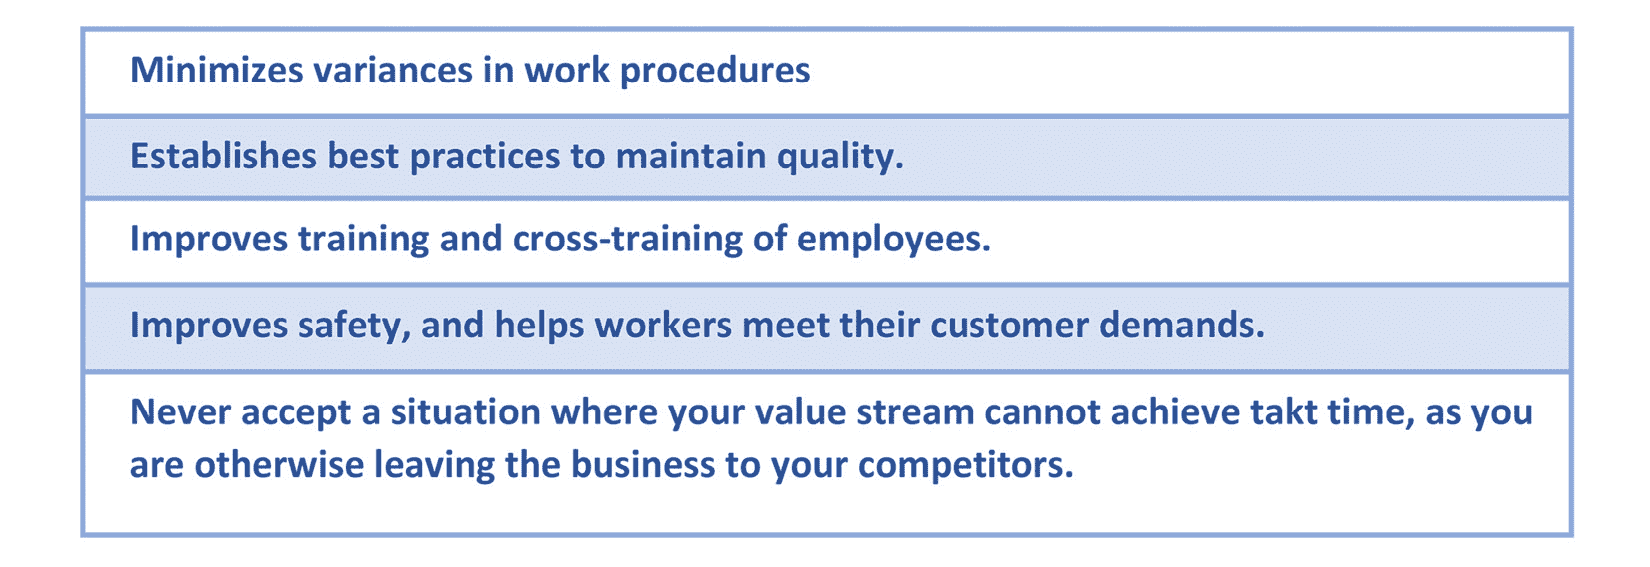 Minimizes variances in work procedures
Establishes best practices to maintain quality.
Improves training and cross-training of employees.
Improves safety, and helps workers meet their customer demands.
Never accept a situation where your value stream cannot achieve takt time, as you
are otherwise leaving the business to your competitors.